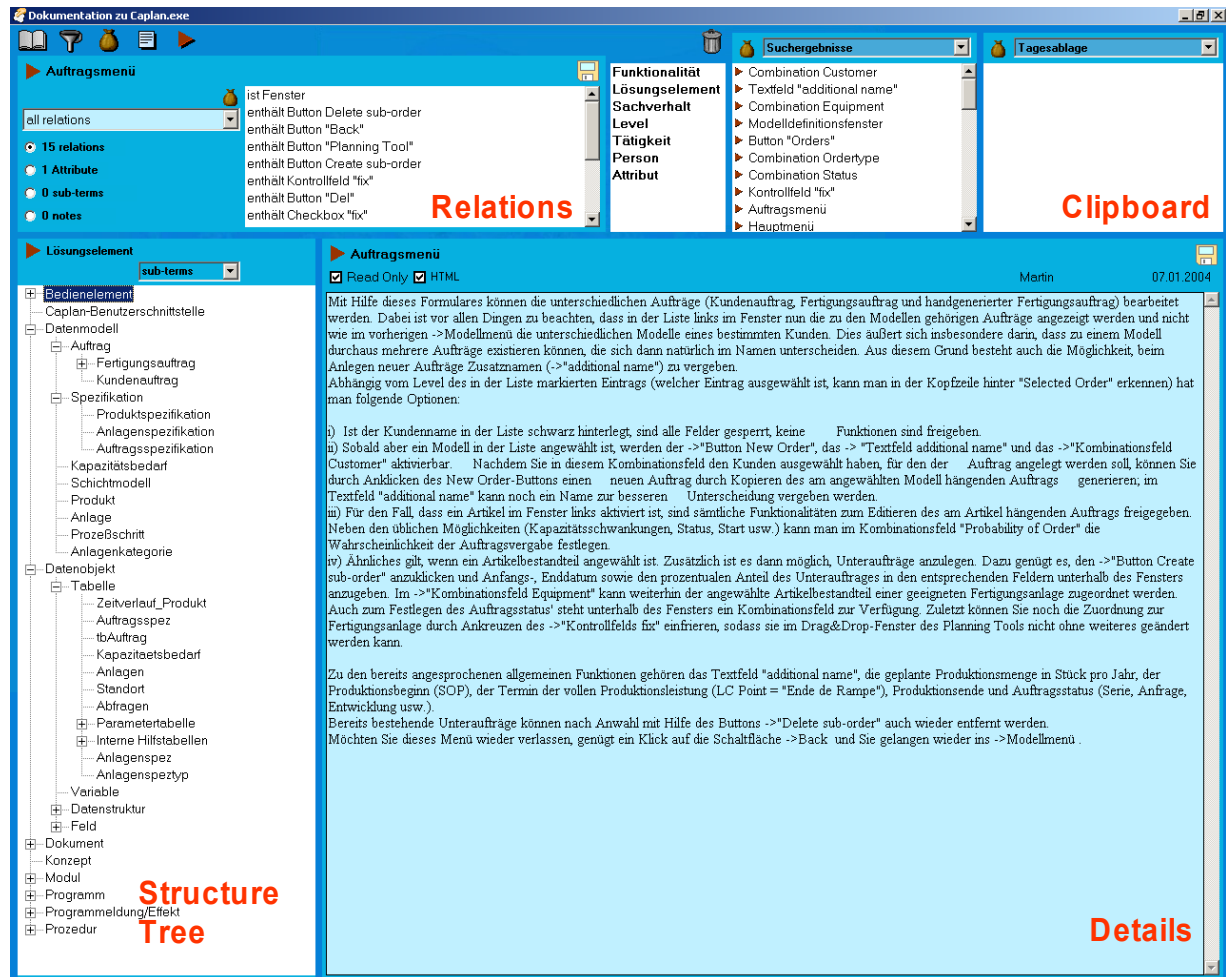 Dokumentation zu Caplan.exe
Auftragsmenü
all relations
15 relations
1 Attribute
0 sub-terms
0 notes
ist Fenster
enthält Button Delete sub-order
enthält Button "Back"
enthält Button "Planning Tool"
enthält Button Create sub-order
enthält Kontrollfeld "fix"
enthält Button "Del"
enthält Checkbox "fix"
Relations
Funktionalität
Lösungselement
Sachverhalt
Level
Tätigkeit
Person
Attribut
Suchergebnisse
Combination Customer
Textfeld "additional name"
Combination Equipment
Modelldefinitionsfenster
Button "Orders"
Combination Ordertype
Combination Status
Kontrollfeld "fix"
Auftragsmenü
Hauptmenü
Tagesablage
Clipboard
Lösungselement
sub-terms
Bedienelement
Caplan-Benutzerschnittstelle
Datenmodell
Auftrag
Fertigungsauftrag
Kundenauftrag
Spezifikation
Produktspezifikation
Anlagenspezifikation
Auftragsspezifikation
Kapazitätsbedarf
Schichtmodell
Produkt
Anlage
Prozeßschritt
Anlagenkategorie
Datenobjekt
Tabelle
Zeitverlauf_Produkt
Auftragsspez
tbAuftrag
Kapazitaetsbedarf
Anlagen
Standort
Abfragen
Parametertabelle
Interne Hilfstabellen
Anlagenspez
Anlagenspeztyp
Variable
Datenstruktur
Feld
Dokument
Konzept
Modul
Programm
Programmeldung/Effekt
Prozedur
Structure
Tree
Auftragsmenü
Read Only HTML
Martin 07.01.2004
Mit Hilfe dieses Formulares können die unterschiedlichen Aufträge (Kundenauftrag, Fertigungsauftrag und handgenerierter Fertigungsauftrag) bearbeitet
werden. Dabei ist vor allen Dingen zu beachten, dass in der Liste links im Fenster nun die zu den Modellen gehörigen Aufträge angezeigt werden und nicht
wie im vorherigen ->Modellmenü die unterschiedlichen Modelle eines bestimmten Kunden. Dies äußert sich insbesondere darin, dass zu einem Modell
durchaus mehrere Aufträge existieren können, die sich dann natürlich im Namen unterscheiden. Aus diesem Grund besteht auch die Möglichkeit, beim
Anlegen neuer Aufträge Zusatznamen (->"additional name") zu vergeben.
Abhängig vom Level des in der Liste markierten Eintrags (welcher Eintrag ausgewählt ist, kann man in der Kopfzeile hinter "Selected Order" erkennen) hat
man folgende Optionen:
i) Ist der Kundenname in der Liste schwarz hinterlegt, sind alle Felder gesperrt, keine Funktionen sind freigeben.
ii) Sobald aber ein Modell in der Liste angewählt ist, werden der ->"Button New Order", das -> "Textfeld additional name" und das ->"Kombinationsfeld
Customer" aktivierbar. Nachdem Sie in diesem Kombinationsfeld den Kunden ausgewählt haben, für den der Auftrag angelegt werden soll, können Sie
durch Anklicken des New Order-Buttons einen neuen Auftrag durch Kopieren des am angewählten Modell hängenden Auftrags generieren; im
Textfeld "additional name" kann noch ein Name zur besseren Unterscheidung vergeben werden.
iii) Für den Fall, dass ein Artikel im Fenster links aktiviert ist, sind sämtliche Funktionalitäten zum Editieren des am Artikel hängenden Auftrags freigegeben.
Neben den üblichen Möglichkeiten (Kapazitätsschwankungen, Status, Start usw.) kann man im Kombinationsfeld "Probability of Order" die
Wahrscheinlichkeit der Auftragsvergabe festlegen.
iv) Ähnliches gilt, wenn ein Artikelbestandteil angewählt ist. Zusätzlich ist es dann möglich, Unteraufträge anzulegen. Dazu genügt es, den ->"Button Create
sub-order" anzuklicken und Anfangs-, Enddatum sowie den prozentualen Anteil des Unterauftrages in den entsprechenden Feldern unterhalb des Fensters
anzugeben. Im ->"Kombinationsfeld Equipment" kann weiterhin der angewählte Artikelbestandteil einer geeigneten Fertigungsanlage zugeordnet werden.
Auch zum Festlegen des Auftragsstatus' steht unterhalb des Fensters ein Kombinationsfeld zur Verfügung. Zuletzt können Sie noch die Zuordnung zur
Fertigungsanlage durch Ankreuzen des ->"Kontrollfelds fix" einfrieren, sodass sie im Drag&Drop-Fenster des Planning Tools nicht ohne weiteres geändert
werden kann.
Zu den bereits angesprochenen allgemeinen Funktionen gehören das Textfeld "additional name", die geplante Produktionsmenge in Stück pro Jahr, der
Produktionsbeginn (SOP), der Termin der vollen Produktionsleistung (LC Point = "Ende de Rampe"), Produktionsende und Auftragsstatus (Serie, Anfrage,
Entwicklung usw.).
Bereits bestehende Unteraufträge können nach Anwahl mit Hilfe des Buttons ->"Delete sub-order" auch wieder entfernt werden.
Möchten Sie dieses Menü wieder verlassen, genügt ein Klick auf die Schaltfläche ->Back und Sie gelangen wieder ins ->Modellmenü .
Details